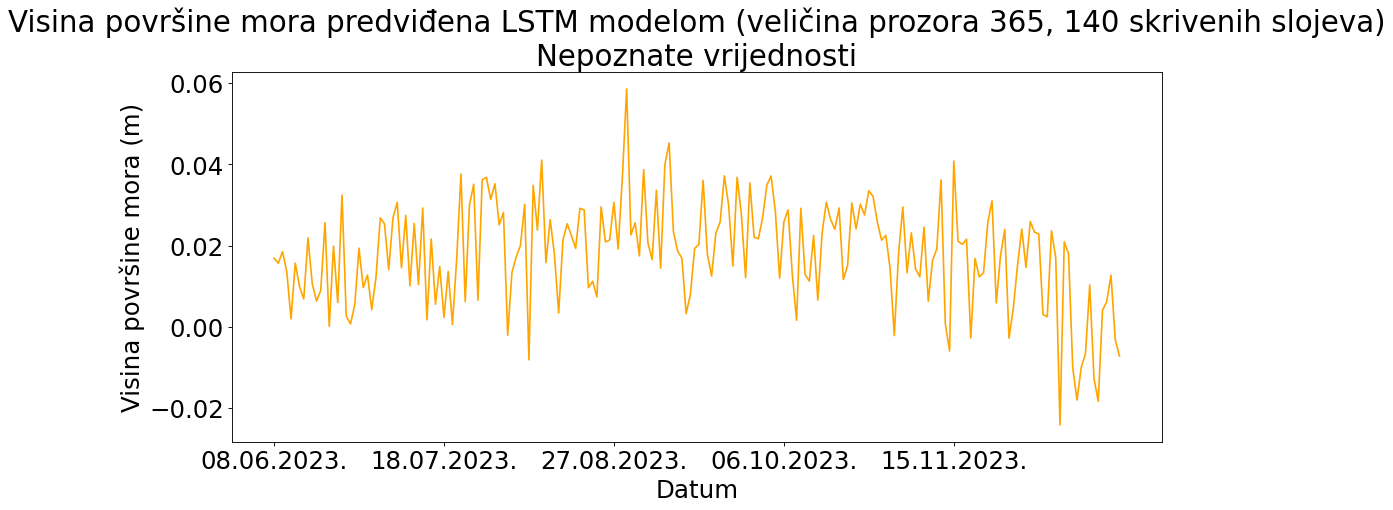 Visina površine mora predviđena LSTM modelom (veličina prozora 365, 140 skrivenih slojeva)
Nepoznate vrijednosti
Visina površine mora (m)
0.06
0.04
0.02
0.00
−0.02
08.06.2023. 18.07.2023. 27.08.2023. 06.10.2023. 15.11.2023.
Datum